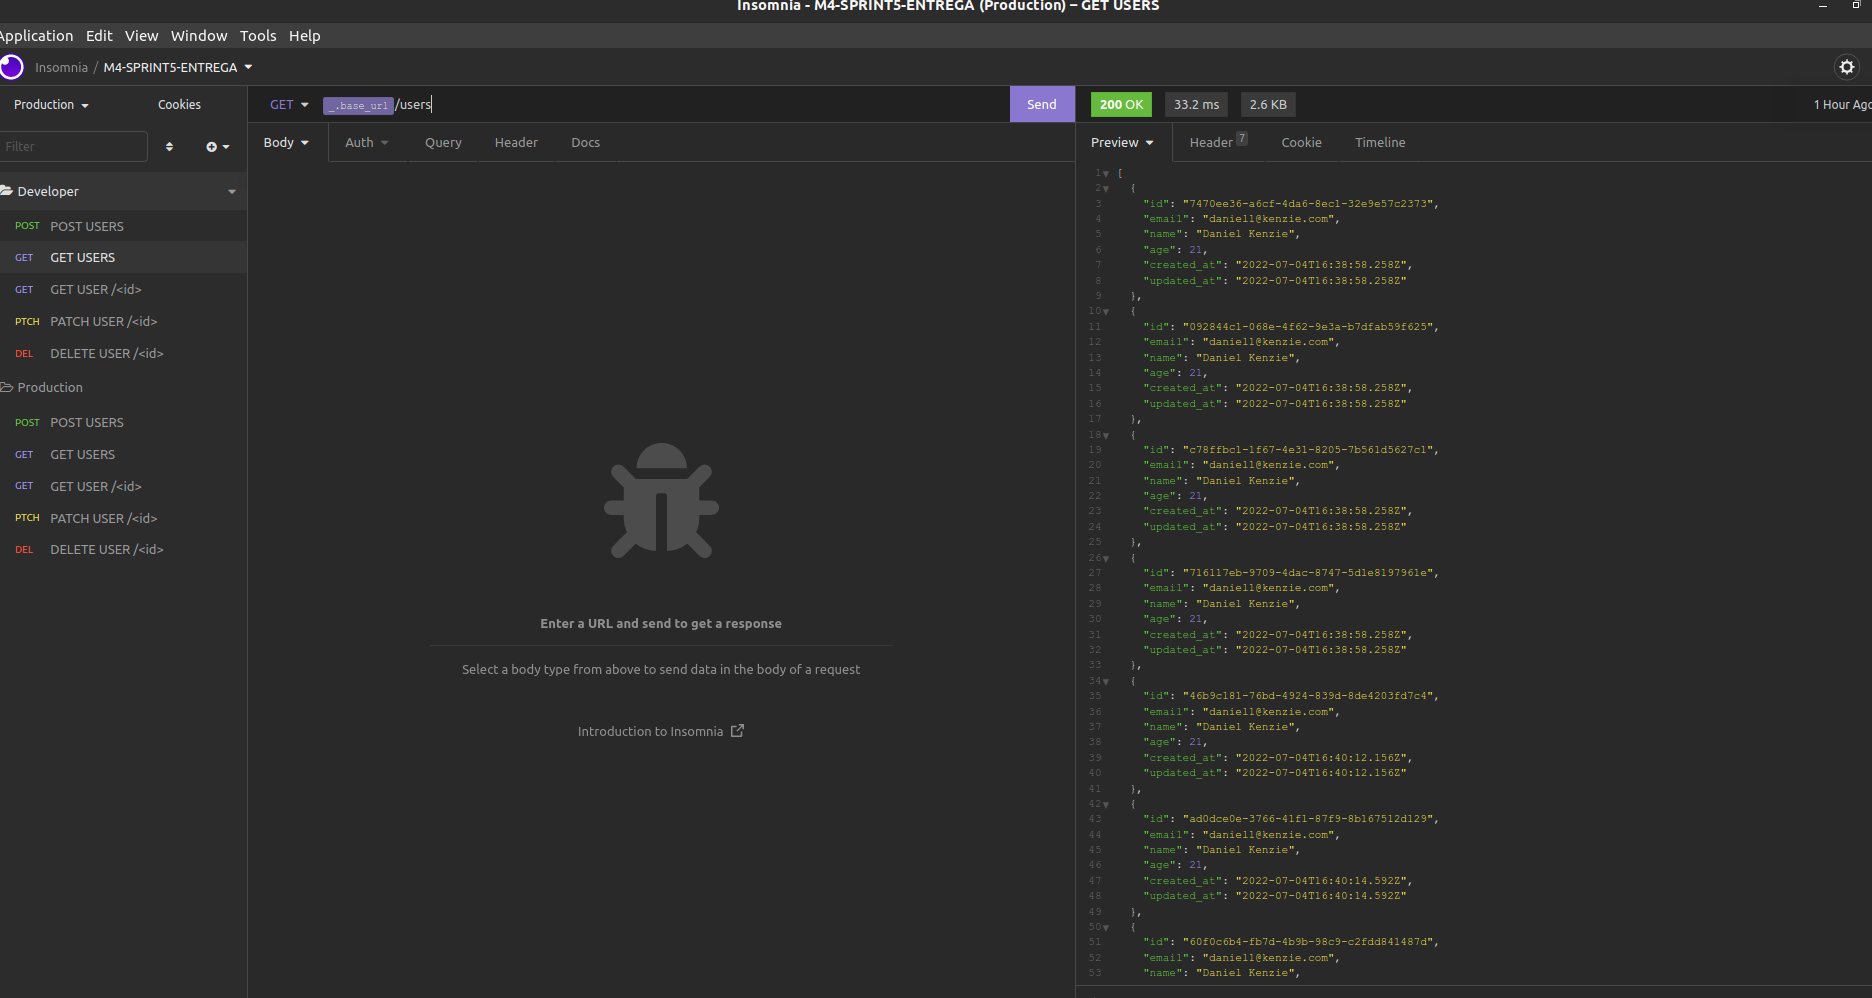 Insomnia - M4-SPRINT5-ENTREGA (Production) – GET USERS
Application Edit View Window Tools Help
Insomnia / M4-SPRINT5-ENTREGA
Production Cookies
Filter
Developer
POST POST USERS
GET GET USERS
GET GET USER /<id>
PTCH PATCH USER /<id>
DEL DELETE USER /<id>
Production
POST POST USERS
GET GET USERS
GET GET USER /<id>
PTCH PATCH USER /<id>
DEL DELETE USER /<id>
GET _.base_url/users Send
Body Auth Query Header Docs
Enter a URL and send to get a response
Select a body type from above to send data in the body of a request
Introduction to Insomnia
200 OK 33.2 ms 2.6 KB 1 Hour Ago
Preview Header 7 Cookie Timeline
1 [
2 {
3 "id": "7470ee36-a6cf-4da6-8ec1-32e9e57c2373",
4 "email": "daniel1@kenzie.com",
5 "name": "Daniel Kenzie",
6 "age": 21,
7 "created_at": "2022-07-04T16:38:58.258Z",
8 "updated_at": "2022-07-04T16:38:58.258Z"
9 },
10 {
11 "id": "092844c1-068e-4f62-9e3a-b7dfab59f625",
12 "email": "daniel1@kenzie.com",
13 "name": "Daniel Kenzie",
14 "age": 21,
15 "created_at": "2022-07-04T16:38:58.258Z",
16 "updated_at": "2022-07-04T16:38:58.258Z"
17 },
18 {
19 "id": "c78ffbc1-1f67-4e31-8205-7b561d5627c1",
20 "email": "daniel1@kenzie.com",
21 "name": "Daniel Kenzie",
22 "age": 21,
23 "created_at": "2022-07-04T16:38:58.258Z",
24 "updated_at": "2022-07-04T16:38:58.258Z"
25 },
26 {
27 "id": "716117eb-9709-4dac-8747-5d1e8197961e",
28 "email": "daniel1@kenzie.com",
29 "name": "Daniel Kenzie",
30 "age": 21,
31 "created_at": "2022-07-04T16:38:58.258Z",
32 "updated_at": "2022-07-04T16:38:58.258Z"
33 },
34 {
35 "id": "46b9c181-76bd-4924-839d-8de4203fd7c4",
36 "email": "daniel1@kenzie.com",
37 "name": "Daniel Kenzie",
38 "age": 21,
39 "created_at": "2022-07-04T16:40:12.156Z",
40 "updated_at": "2022-07-04T16:40:12.156Z"
41 },
42 {
43 "id": "ad0dce0e-3766-41f1-87f9-8b167512d129",
44 "email": "daniel1@kenzie.com",
45 "name": "Daniel Kenzie",
46 "age": 21,
47 "created_at": "2022-07-04T16:40:14.592Z",
48 "updated_at": "2022-07-04T16:40:14.592Z"
49 },
50 {
51 "id": "60f0c6b4-fb7d-4b9b-98c9-c2fdd841487d",
52 "email": "daniel1@kenzie.com",
53 "name": "Daniel Kenzie",